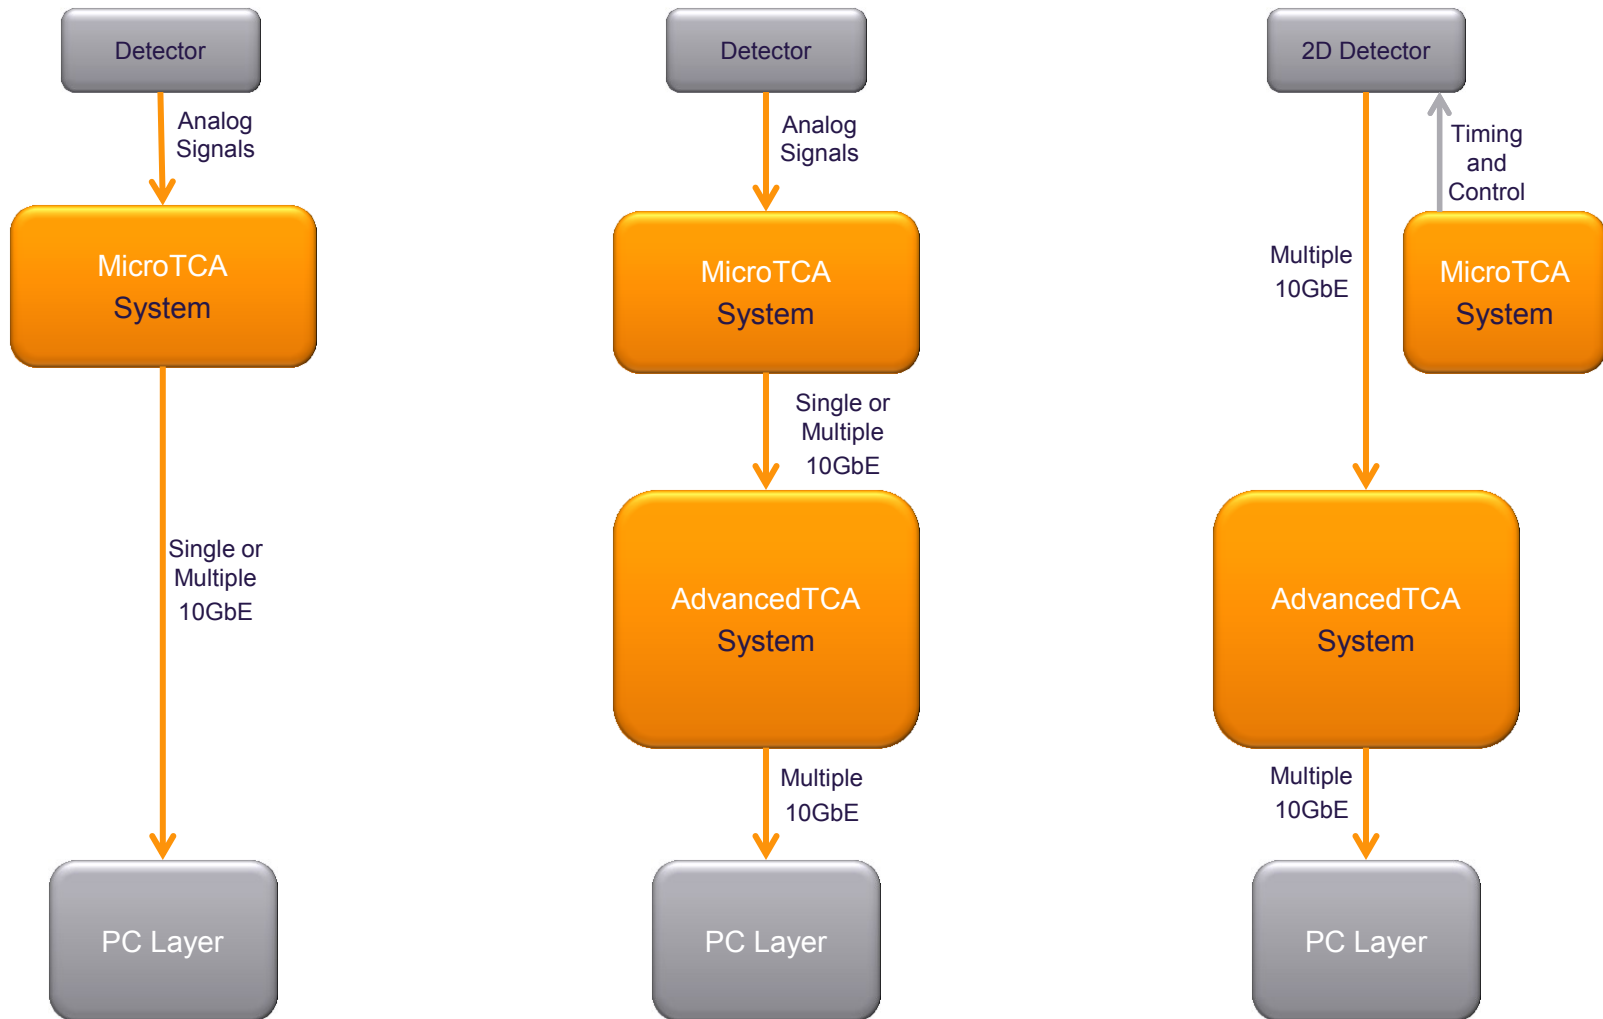 Detector
Analog
Signals
MicroTCA
System
Single or
Multiple
10GbE
PC Layer
Detector
Analog
Signals
MicroTCA
System
Single or
Multiple
10GbE
AdvancedTCA
System
Multiple
10GbE
PC Layer
2D Detector
Timing
and
Control
MicroTCA
System
Multiple
10GbE
AdvancedTCA
System
Multiple
10GbE
PC Layer